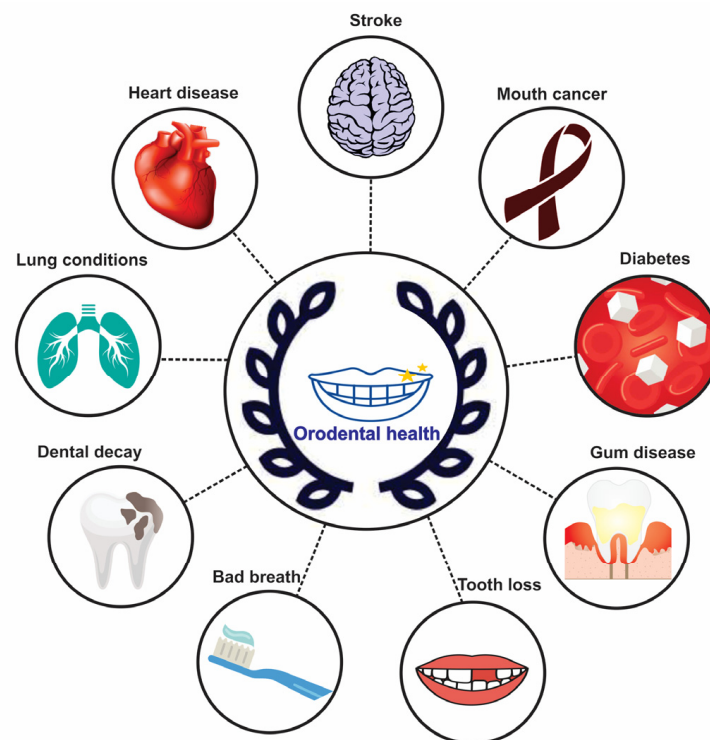 Stroke
Heart disease
Mouth cancer
Lung conditions
Diabetes
Orodental health
Dental decay
Gum disease
Bad breath
Tooth loss